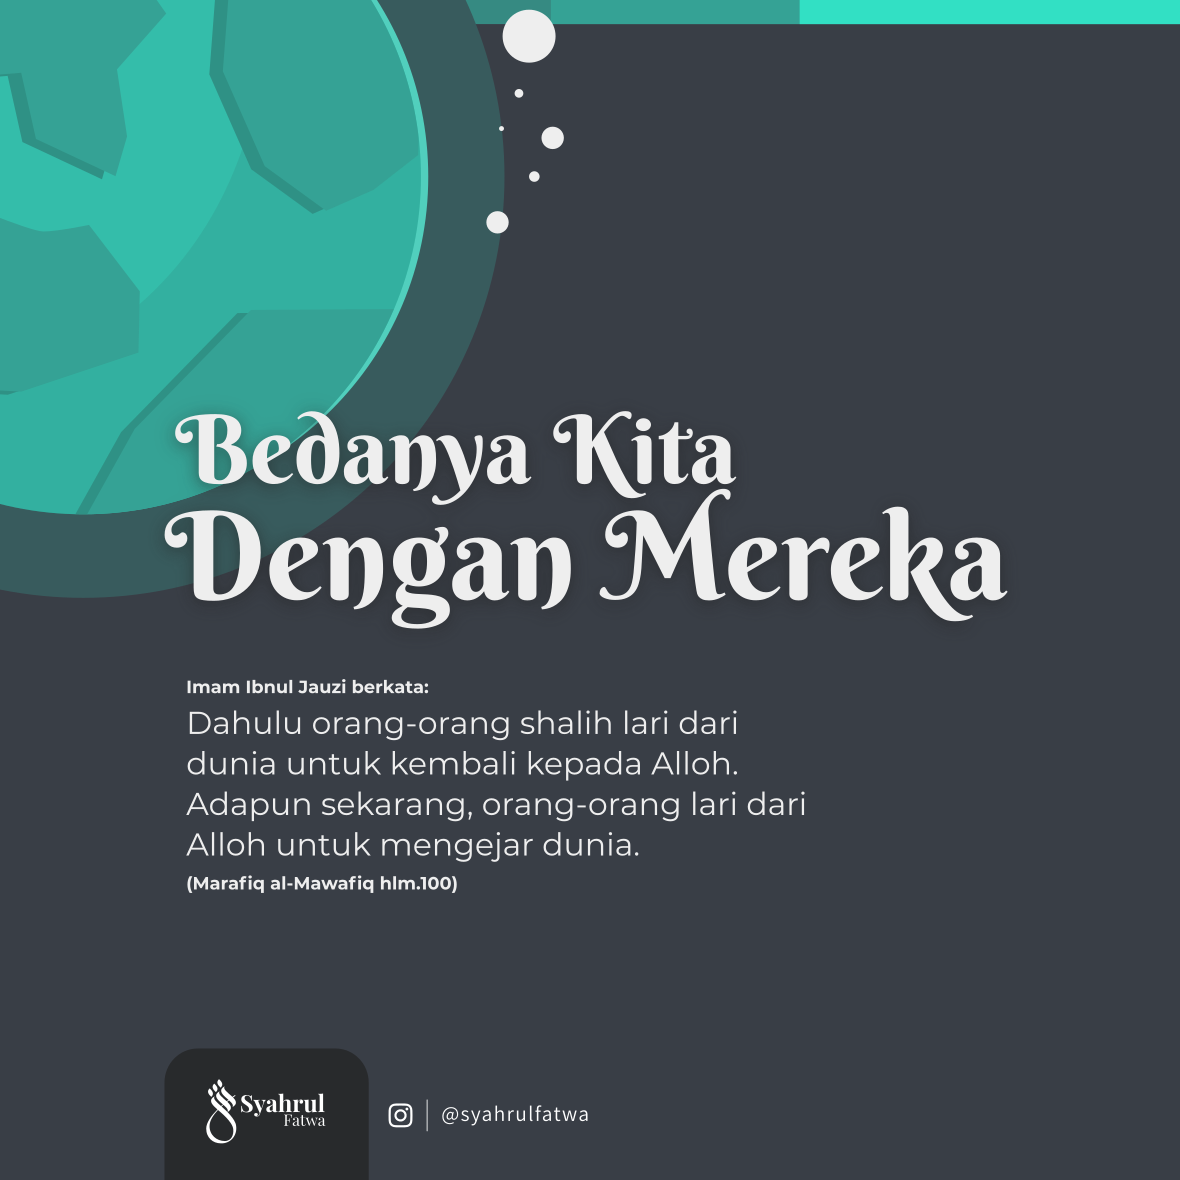 Bedanya Kita
Dengan Mereka
Imam Ibnul Jauzi berkata:
Dahulu orang-orang shalih lari dari
dunia untuk kembali kepada Alloh.
Adapun sekarang, orang-orang lari dari
Alloh untuk mengejar dunia.
(Marafiq al-Mawafiq hlm.100)
Syahrul
Fatwa
@syahrulfatwa